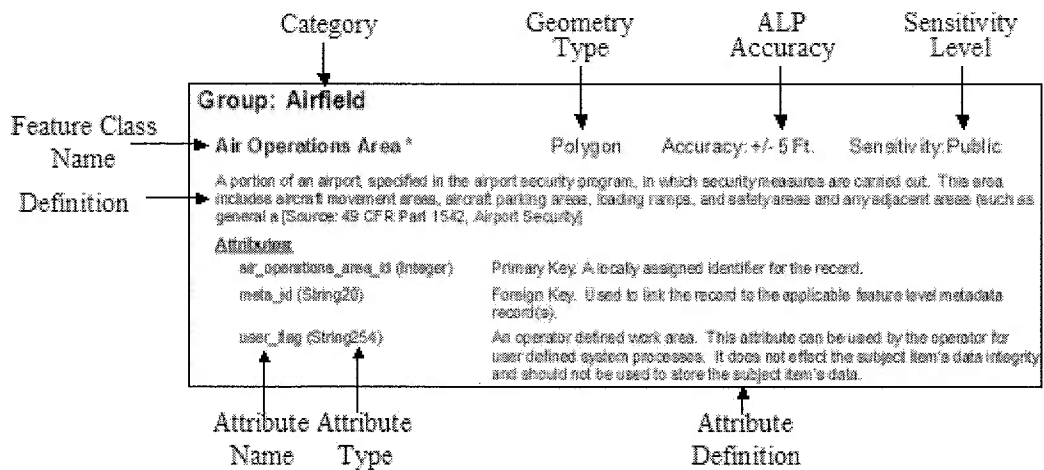 Category Geometry Type ALP Accuracy Sensitivity Level
Group: Airfield
Feature Class Name
Air Operations Area * Polygon Accuracy: +/- 5 Ft. Sensitivity: Public
Definition
A portion of an airport, specified in the airport security program, in which security measures are carried out. This area
includes aircraft movement areas, aircraft parking areas, loading ramps, and safety areas and any adjacent areas (such as
general a [Source: 49 CFR Part 1542, Airport Security]
Attributes
air_operations_area_id (Integer) Primary Key. A locally assigned identifier for the record.
meta_id (String20) Foreign Key. Used to link the record to the applicable feature level metadata
record(s).
user_flag (String254) An operator defined work area. This attribute can be used by the operator for
user defined system processes. It does not effect the subject item's data integrity
and should not be used to store the subject item's data.
Attribute Name Attribute Type Attribute Definition